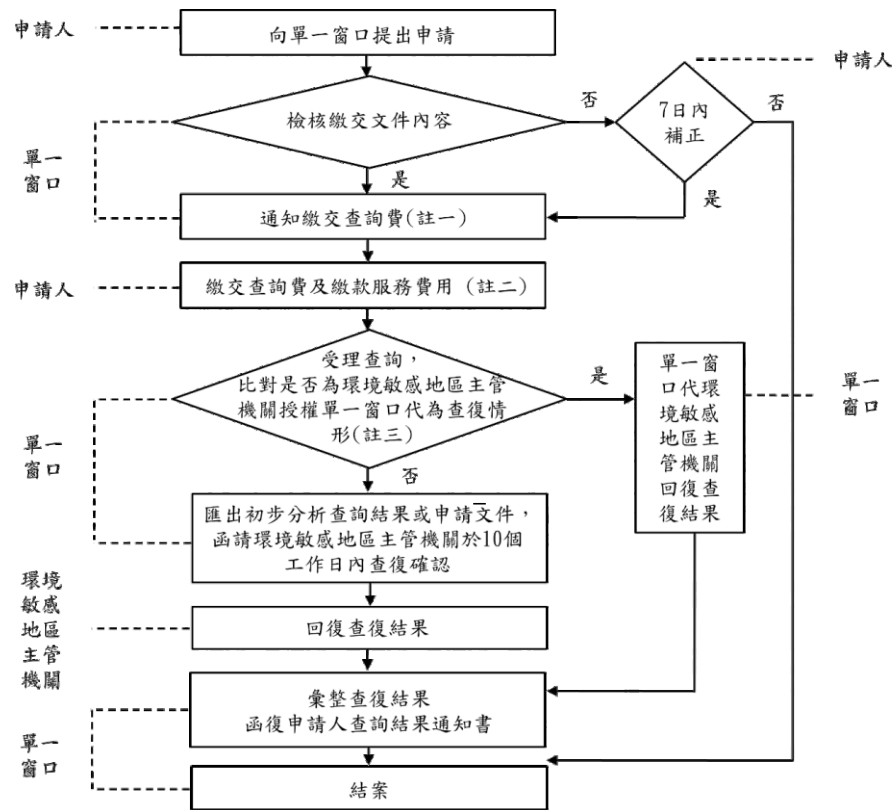 申請人
向單一窗口提出申請
申請人
檢核繳交文件內容
否
7日內
補正
否
單一
窗口
是
是
通知繳交查詢費(註一)
申請人
繳交查詢費及繳款服務費用 (註二)
受理查詢，
比對是否為環境敏感地區主管
機關授權單一窗口代為查復情
形(註三)
是
單一窗
口代環
境敏感
地區主
管機關
回復查
復結果
單一
窗口
單一
窗口
否
匯出初步分析查詢結果或申請文件，
函請環境敏感地區主管機關於10個
工作日內查復確認
環境
敏感
地區
主管
機關
回復查復結果
彙整查復結果
函復申請人查詢結果通知書
單一
窗口
結案